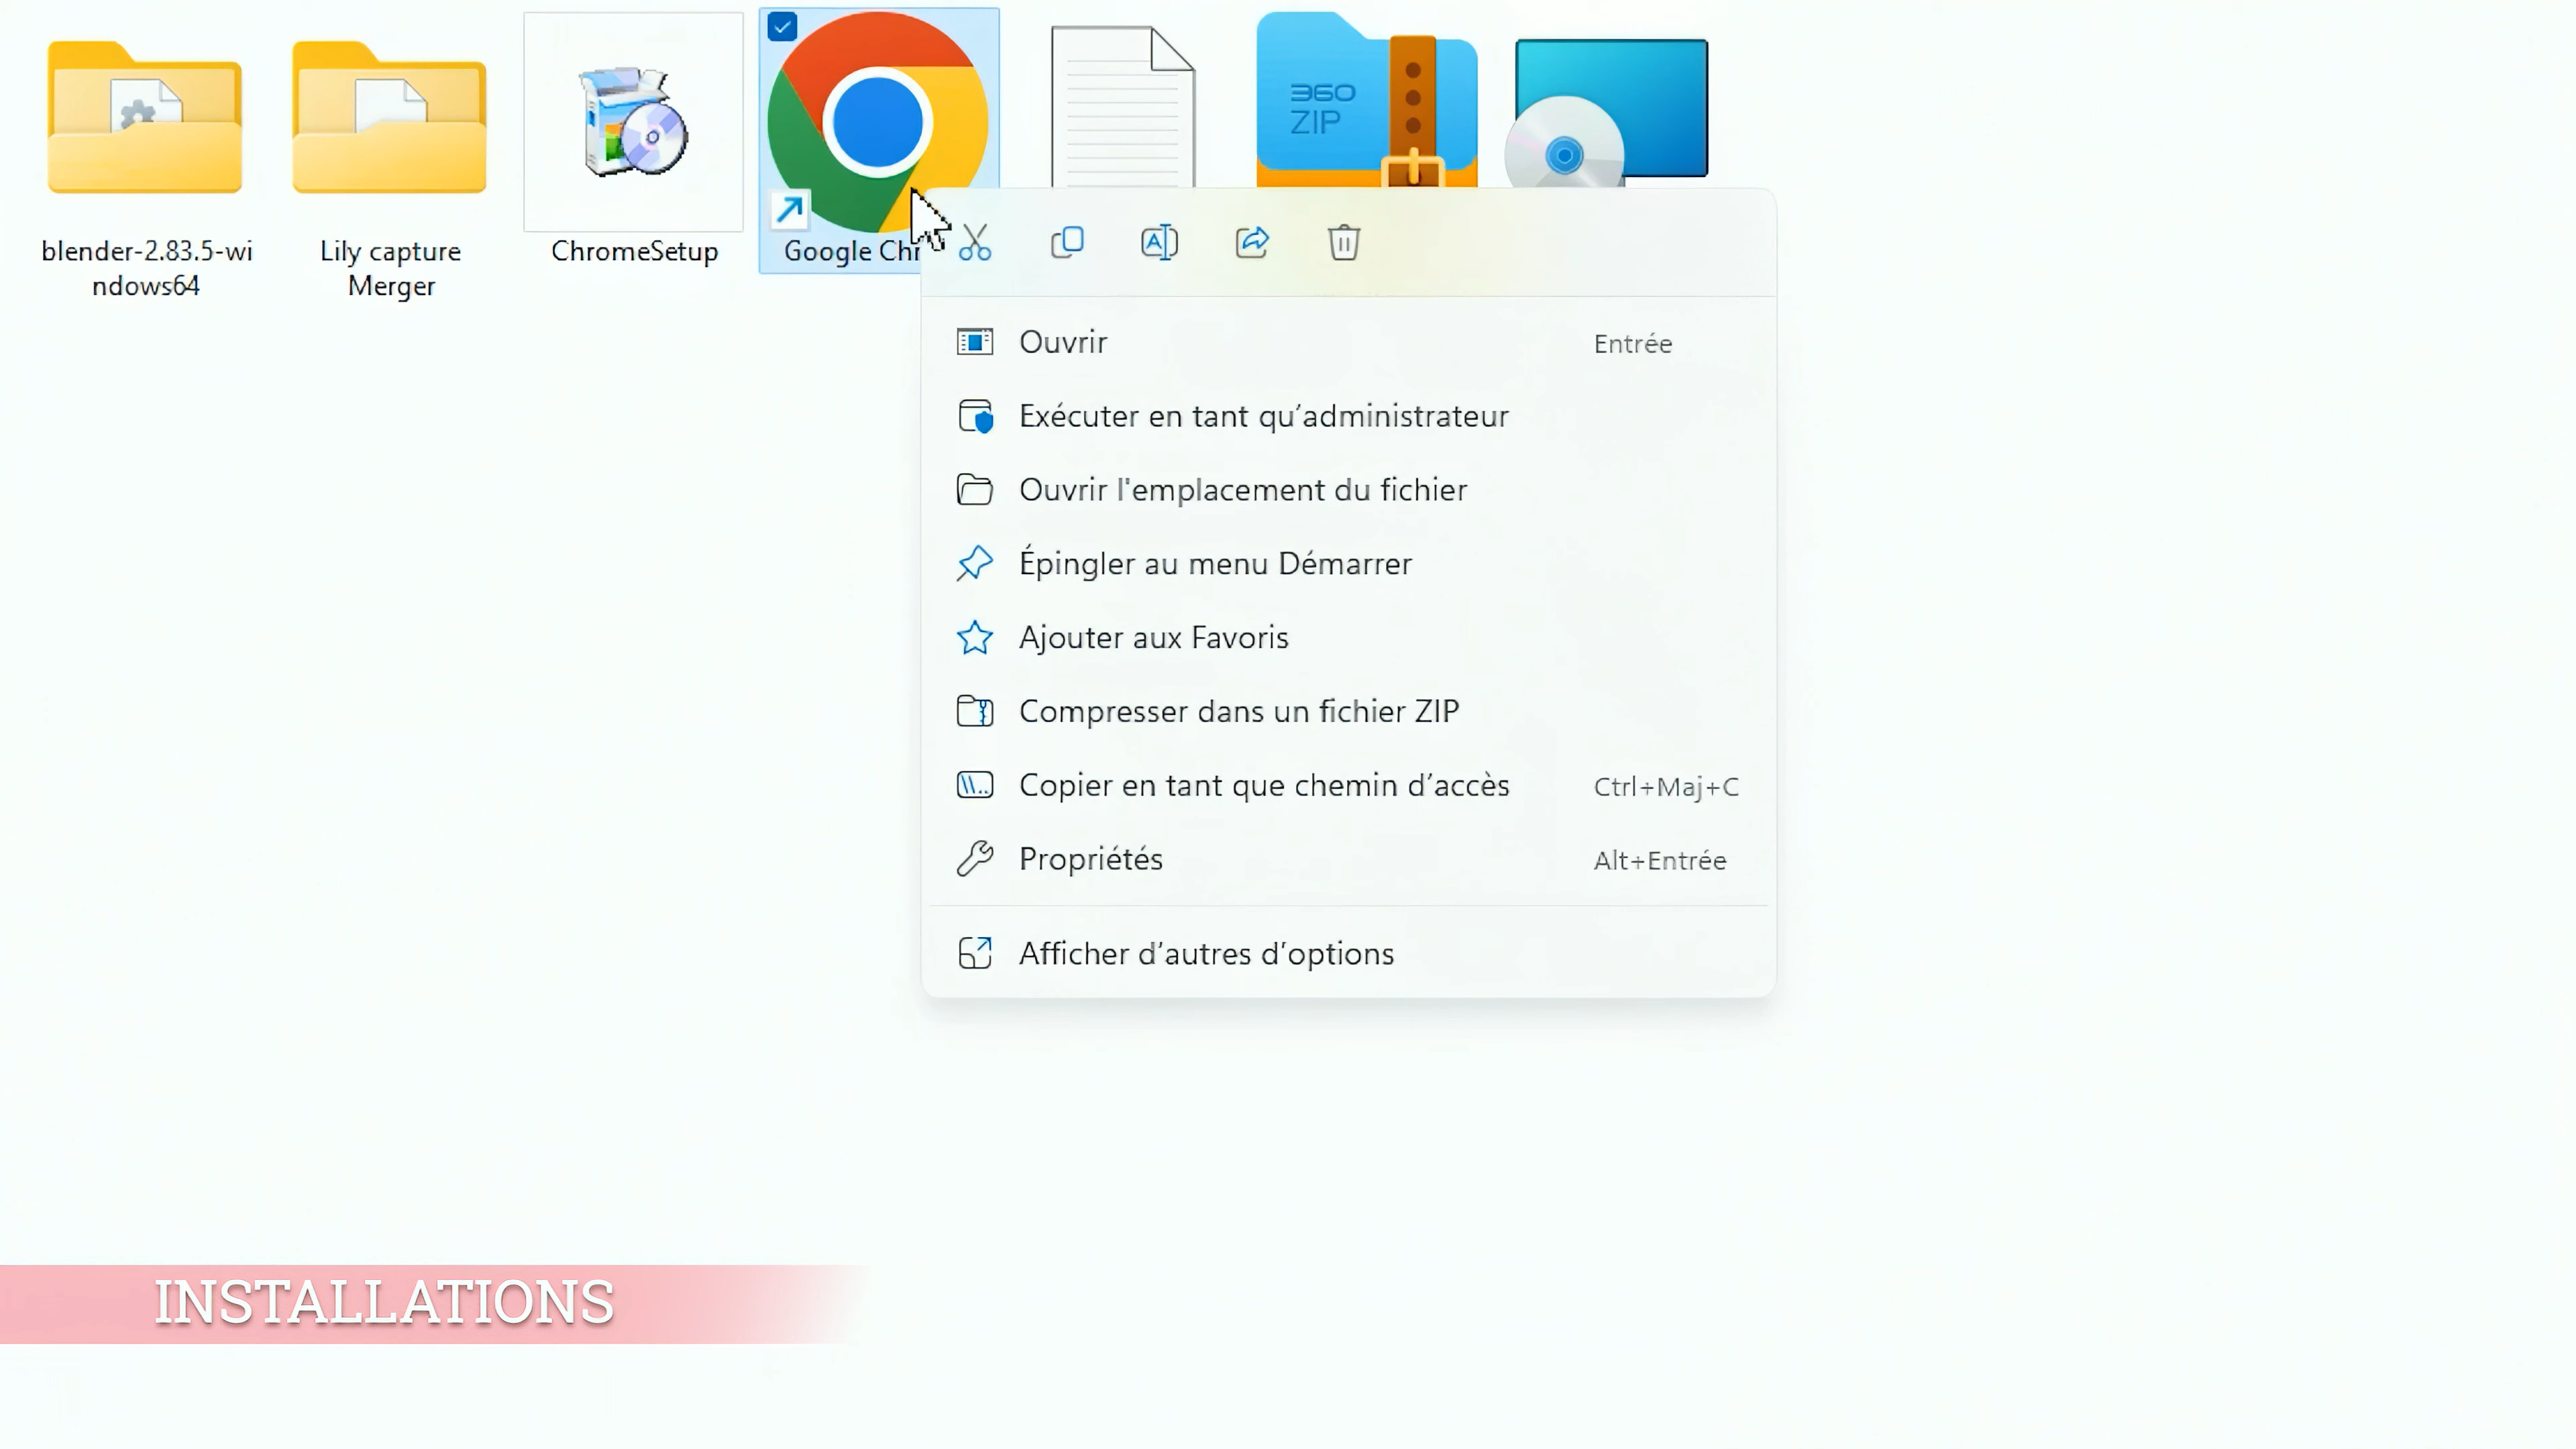 360
ZIP
blender-2.83.5-wi
ndows64
Lily capture
Merger
ChromeSetup
Google Chr
Ouvrir Entrée
Exécuter en tant qu’administrateur
Ouvrir l'emplacement du fichier
Épingler au menu Démarrer
Ajouter aux Favoris
Compresser dans un fichier ZIP
Copier en tant que chemin d’accès Ctrl+Maj+C
Propriétés Alt+Entrée
Afficher d’autres d’options
INSTALLATIONS